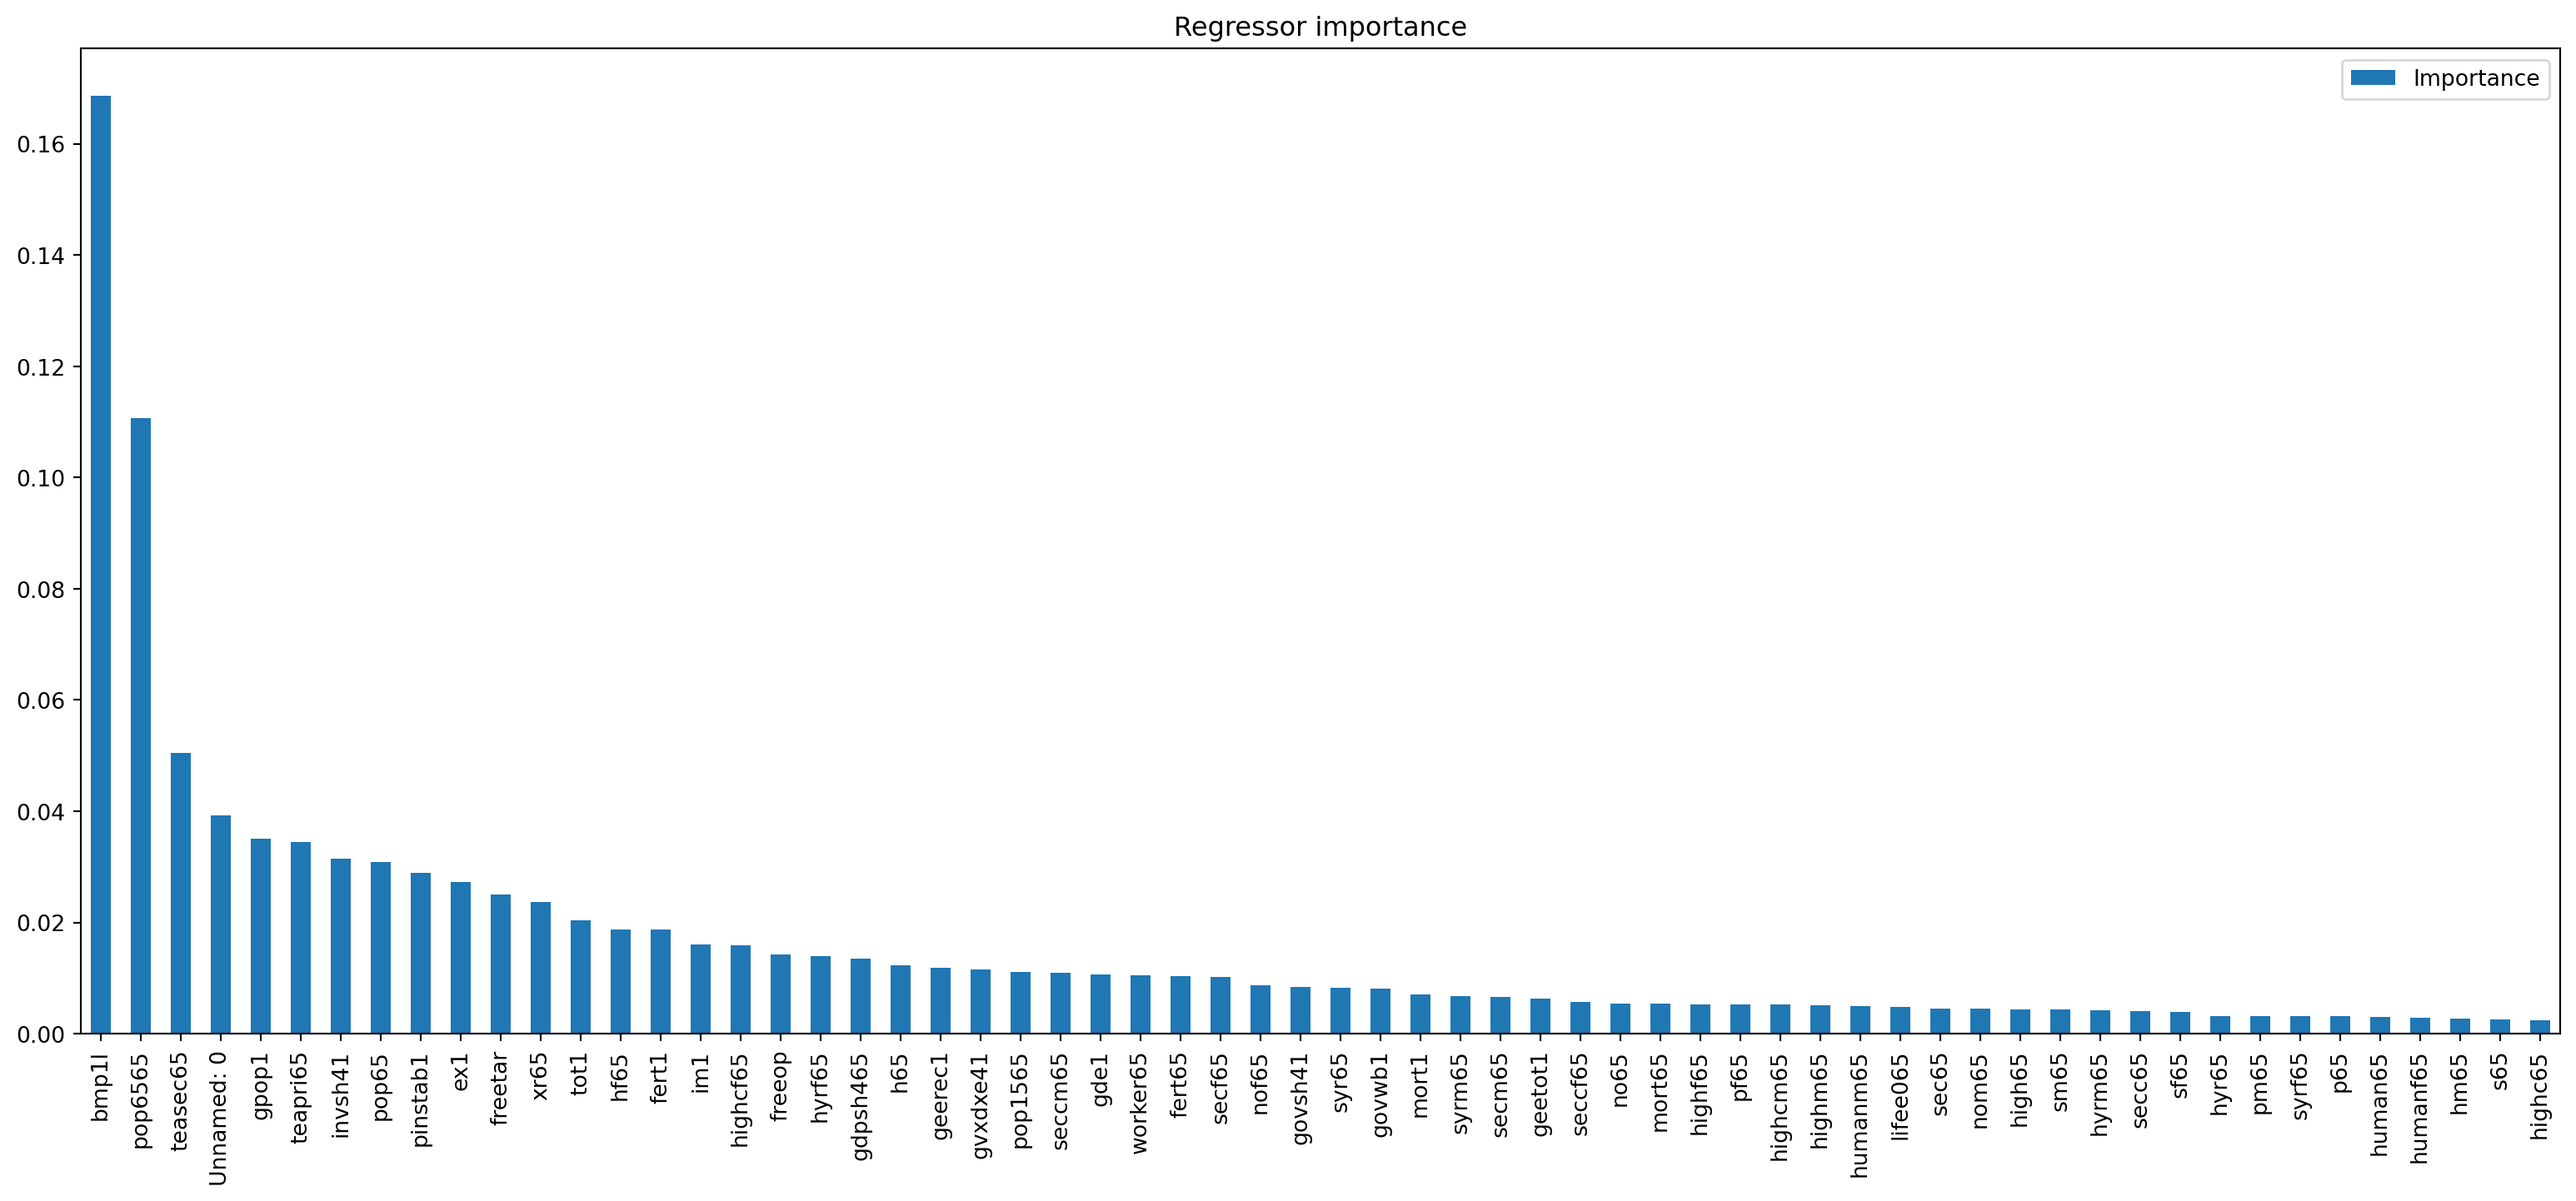 Regressor importance
Importance
0.16
0.14
0.12
0.10
0.08
0.06
0.04
0.02
0.00
bmp1l
pop6565
teasec65
Unnamed: 0
gpop1
teapri65
invsh41
pop65
pinstab1
ex1
freetar
xr65
tot1
hf65
fert1
im1
highcf65
freeop
hyrf65
gdpsh465
h65
geerec1
gvxdxe41
pop1565
seccm65
gde1
worker65
fert65
secf65
nof65
govsh41
syr65
govwb1
mort1
syrm65
secm65
geetot1
seccf65
no65
mort65
highf65
pf65
highcm65
highm65
humanm65
lifee065
sec65
nom65
high65
sm65
hyrm65
secc65
sf65
hyr65
pm65
syrf65
p65
human65
humanf65
hm65
s65
highc65